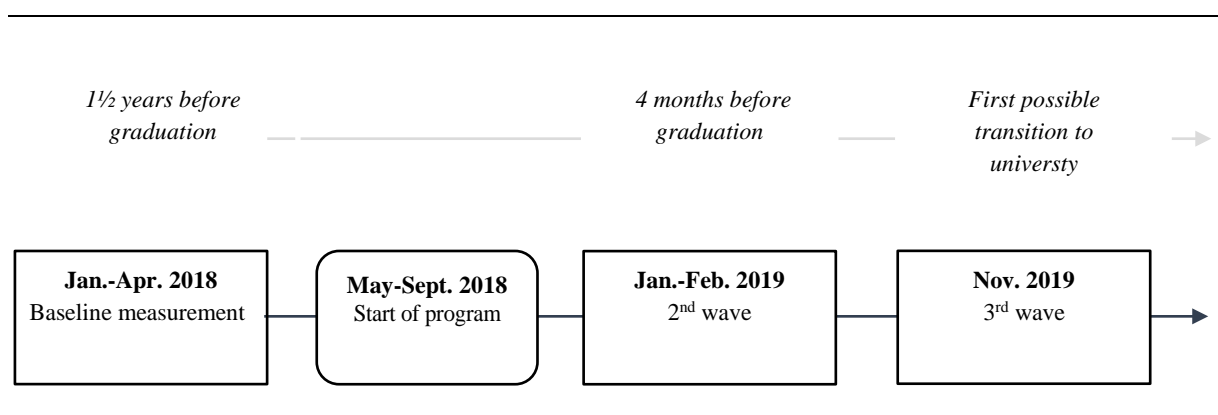 1½ years before
graduation
4 months before
graduation
First possible
transition to
universty
Jan.-Apr. 2018
Baseline measurement
May-Sept. 2018
Start of program
Jan.-Feb. 2019
2nd wave
Nov. 2019
3rd wave